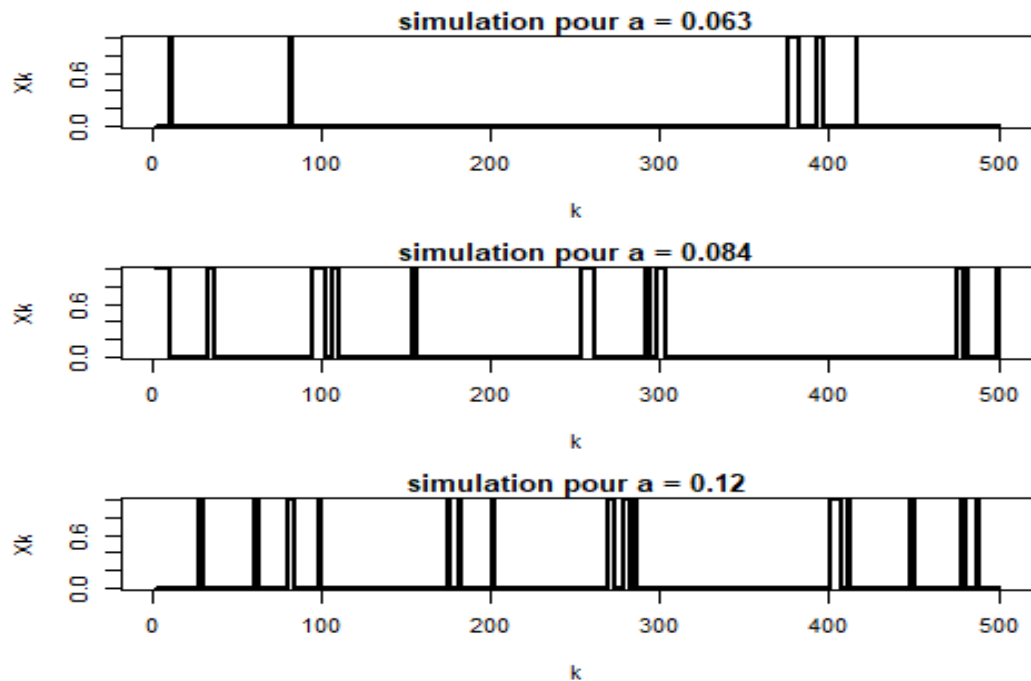 simulation pour a = 0.063
Xk
0.0 0.6
0 100 200 300 400 500
k
simulation pour a = 0.084
Xk
0.0 0.6
0 100 200 300 400 500
k
simulation pour a = 0.12
Xk
0.0 0.6
0 100 200 300 400 500
k